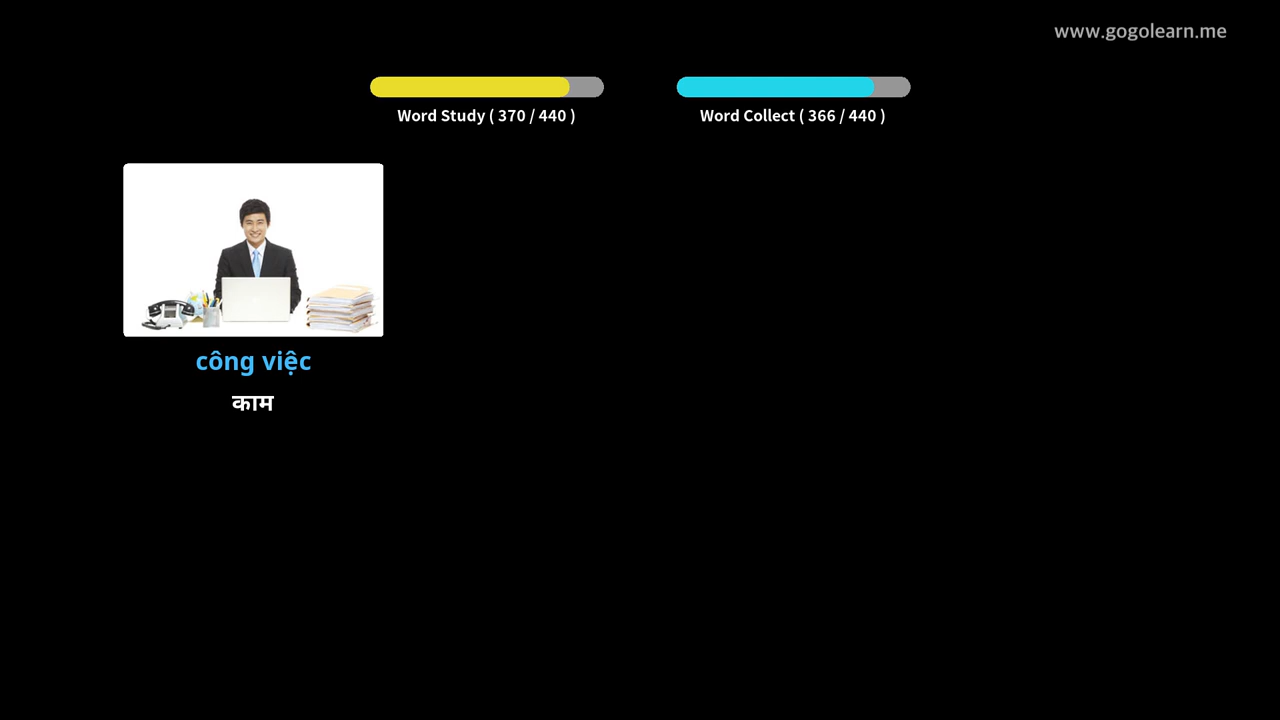 www.gogolearn.me
Word Study ( 370 / 440 )
Word Collect ( 366 / 440 )
công việc
काम